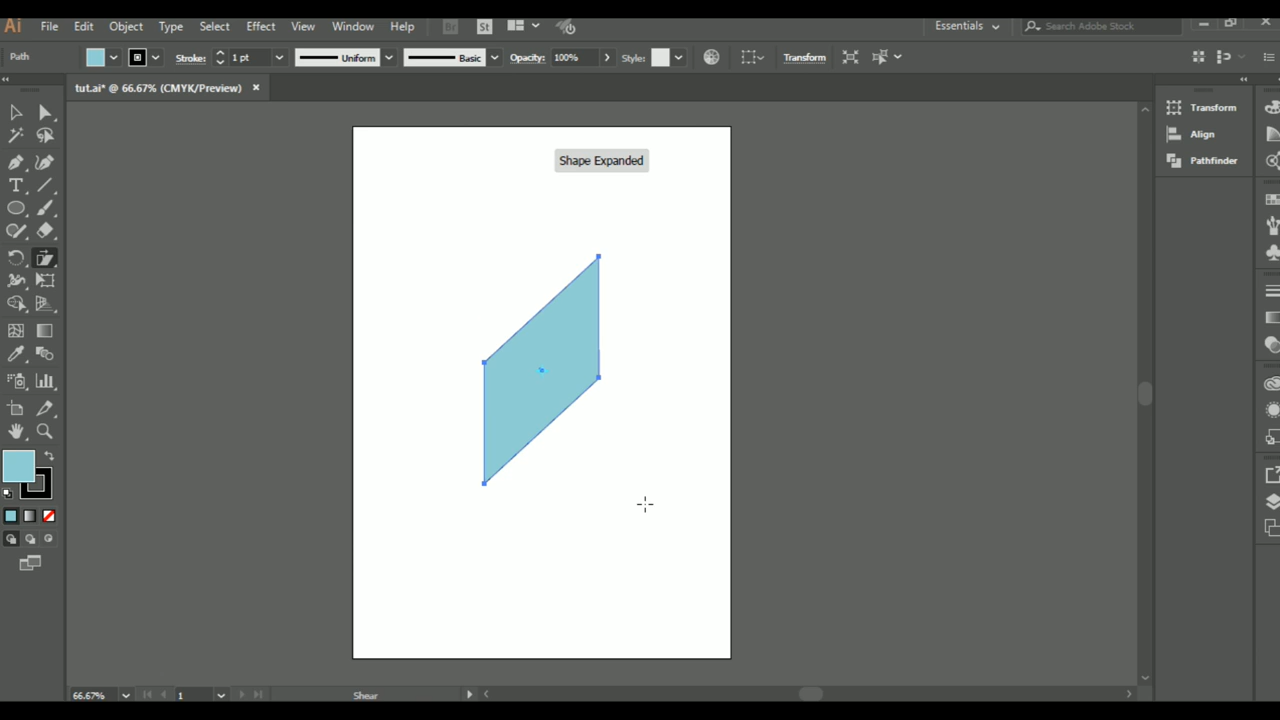 Ai File Edit Object Type Select Effect View Window Help Br St Essentials Search Adobe Stock
Path Stroke: 1 pt Uniform Basic Opacity: 100% Style: Transform
tut.ai* @ 66.67% (CMYK/Preview)
Transform
Align
Pathfinder
Shape Expanded
66.67% 1 Shear